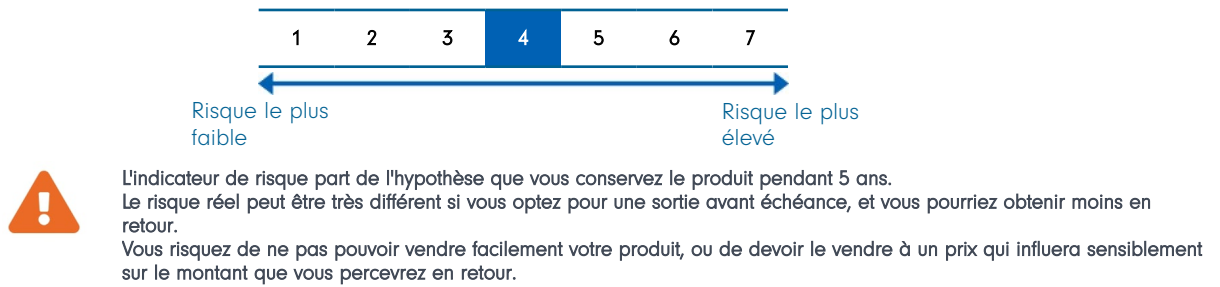 1 2 3 4 5 6 7
Risque le plus faible
Risque le plus élevé
L'indicateur de risque part de l'hypothèse que vous conservez le produit pendant 5 ans.
Le risque réel peut être très différent si vous optez pour une sortie avant échéance, et vous pourriez obtenir moins en
retour.
Vous risquez de ne pas pouvoir vendre facilement votre produit, ou de devoir le vendre à un prix qui influera sensiblement
sur le montant que vous percevrez en retour.